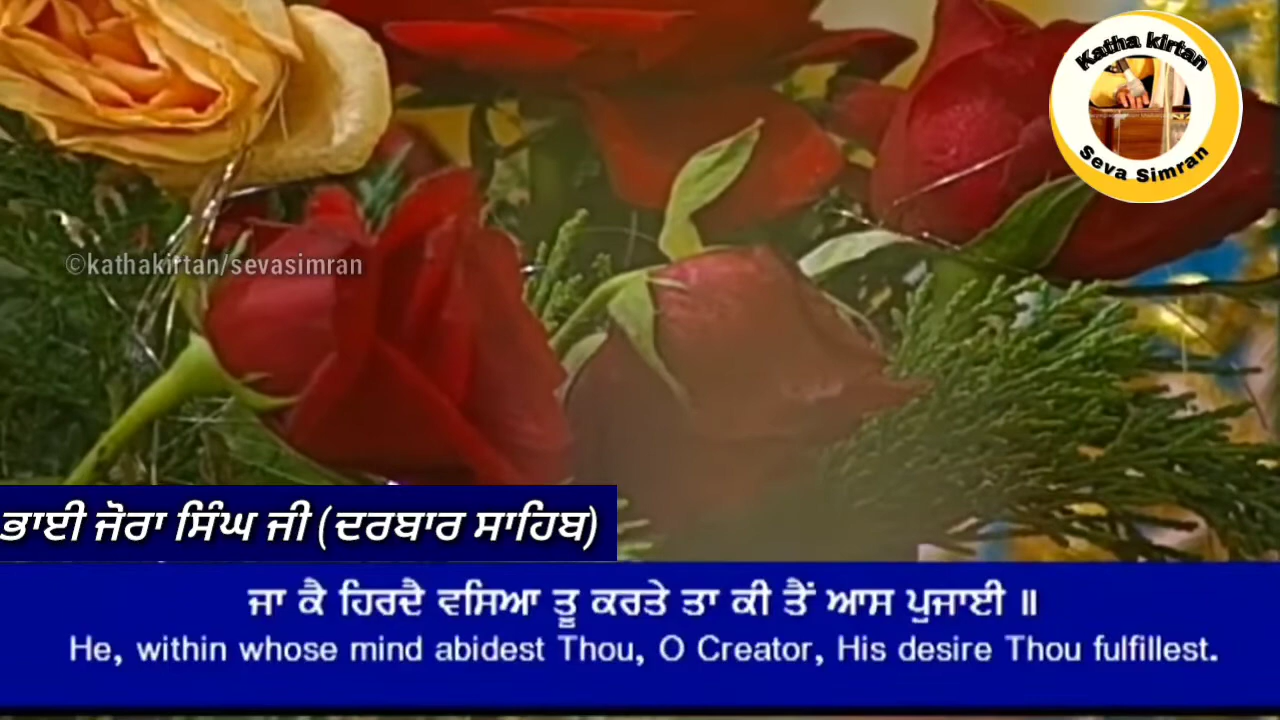 Katha kirtan
Seva Simran
©kathakirtan/sevasimran
ਭਾਈ ਜੋਰਾ ਸਿੰਘ ਜੀ (ਦਰਬਾਰ ਸਾਹਿਬ)
ਜਾ ਕੈ ਹਿਰਦੈ ਵਸਿਆ ਤੂ ਕਰਤੇ ਤਾ ਕੀ ਤੈਂ ਆਸ ਪੁਜਾਈ ॥
He, within whose mind abidest Thou, O Creator, His desire Thou fulfillest.